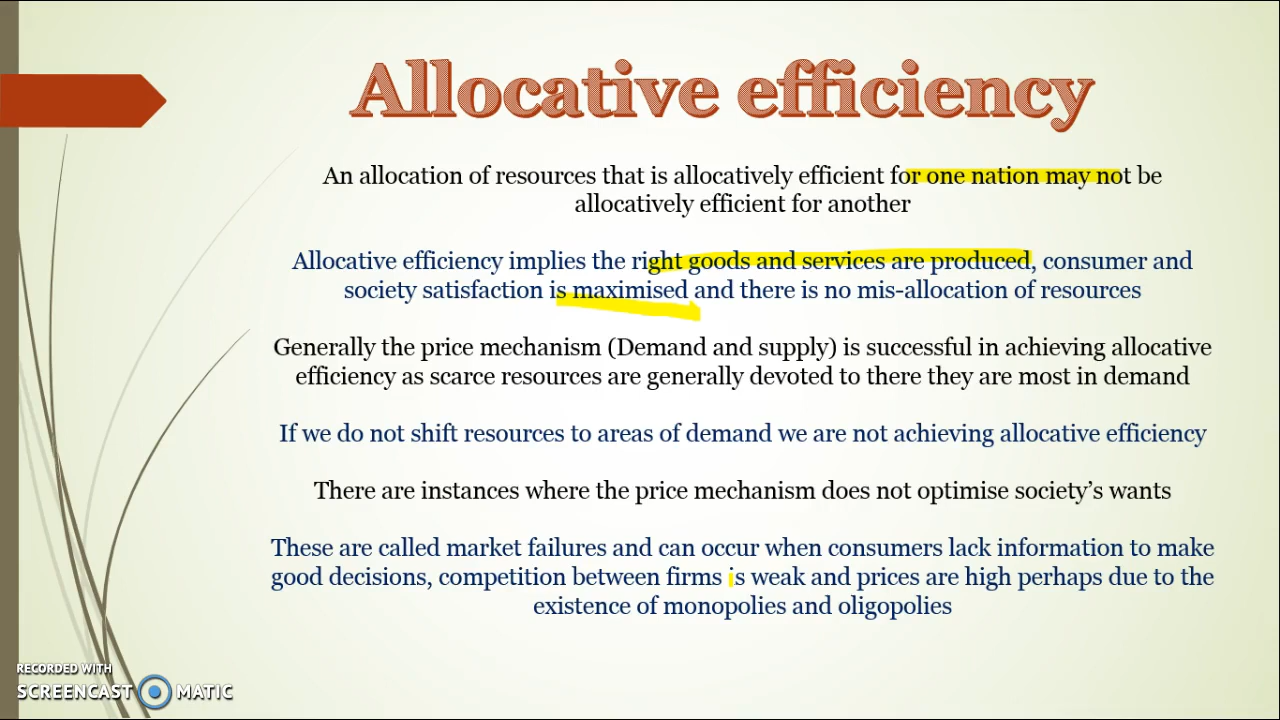 Allocative efficiency
An allocation of resources that is allocatively efficient for one nation may not be
allocatively efficient for another
Allocative efficiency implies the right goods and services are produced, consumer and
society satisfaction is maximised and there is no mis-allocation of resources
Generally the price mechanism (Demand and supply) is successful in achieving allocative
efficiency as scarce resources are generally devoted to there they are most in demand
If we do not shift resources to areas of demand we are not achieving allocative efficiency
There are instances where the price mechanism does not optimise society’s wants
These are called market failures and can occur when consumers lack information to make
good decisions, competition between firms is weak and prices are high perhaps due to the
existence of monopolies and oligopolies
RECORDED WITH
SCREENCAST MATIC